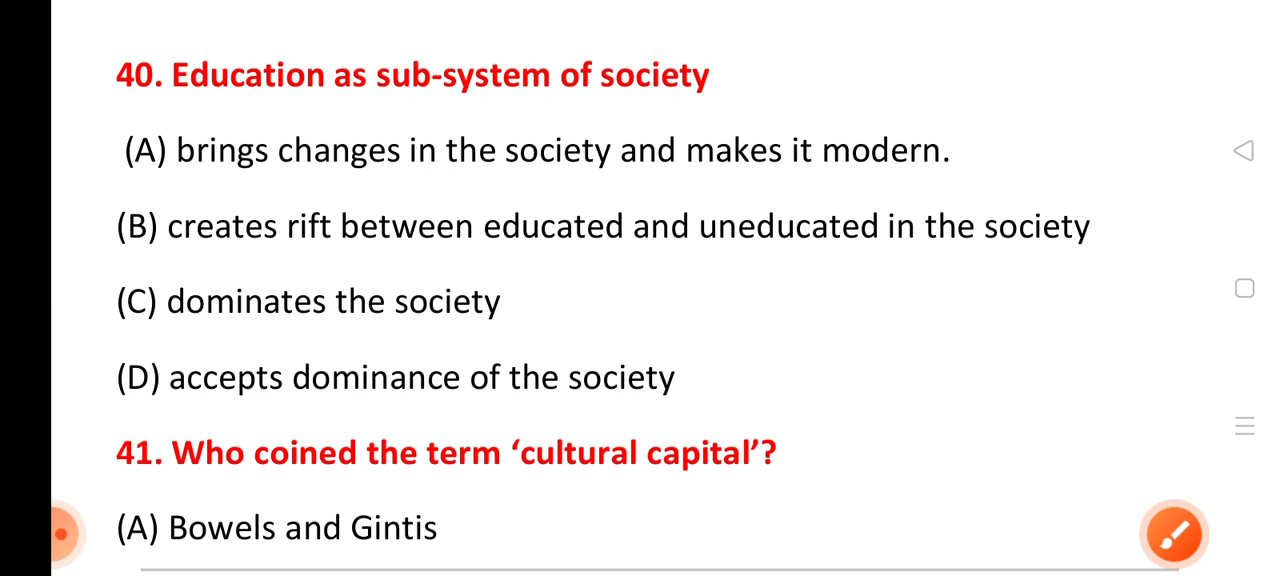 40. Education as sub-system of society
(A) brings changes in the society and makes it modern.
(B) creates rift between educated and uneducated in the society
(C) dominates the society
(D) accepts dominance of the society
41. Who coined the term ‘cultural capital’?
(A) Bowels and Gintis